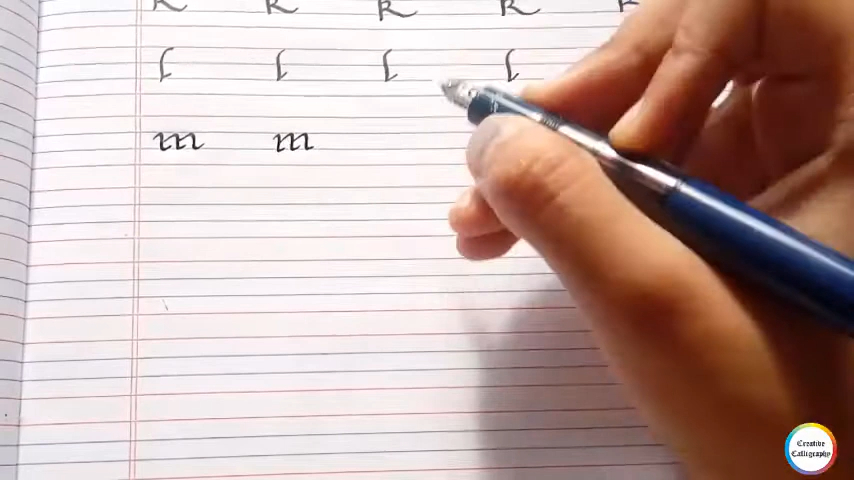 k k k k k
l l l l
m m
Creative
Calligraphy